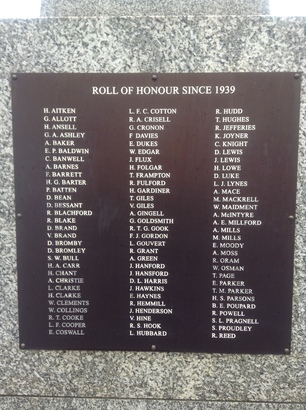 ROLL OF HONOUR SINCE 1939
H. AITKEN
G. ALLOTT
H. ANSELL
G. A. ASHLEY
A. BAKER
E. P. BALDWIN
C. BANWELL
A. BARNES
F. BARRETT
H. G. BARTER
P. BATTEN
D. BEAN
D. BESSANT
R. BLACHFORD
R. BLAKE
D. BRAND
V. BRAND
D. BROMBY
D. BROMLEY
S. W. BULL
H. A. CARR
H. CHANT
A. CHRISTIE
L. CLARKE
H. CLARKE
W. CLEMENTS
W. COLLINGS
R. T. COOKE
L. F. COOPER
E. COSWALL
L. F. C. COTTON
R. A. CRISELL
G. CRONON
F. DAVIES
E. DUKES
W. EDGAR
J. FLUX
H. FOLGAR
T. FRAMPTON
R. FULFORD
H. GARDINER
T. GILES
V. GILES
A. GINGELL
G. GOLDSMITH
R. T. G. GOOK
F. J. GORDON
L. GOUVERT
R. GRANT
A. GREEN
J. HANFORD
J. HANSFORD
D. L. HARRIS
J. HAWKINS
E. HAYNES
R. HEMMILL
J. HENDERSON
V. HINE
R. S. HOOK
L. HUBBARD
R. HUDD
T. HUGHES
R. JEFFERIES
K. JOYNER
C. KNIGHT
D. LEWIS
J. LEWIS
H. LOWE
D. LUKE
L. J. LYNES
A. MACE
M. MACKRELL
W. MAIDMENT
A. McINTYRE
A. E. MILLFORD
A. MILLS
M. MILLS
E. MOODY
A. MOSS
R. ORAM
W. OSMAN
T. PAGE
E. PARKER
T. M. PARKER
H. S. PARSONS
B. E. POUPARD
R. POWELL
S. L. PRAGNELL
S. PROUDLEY
R. REED